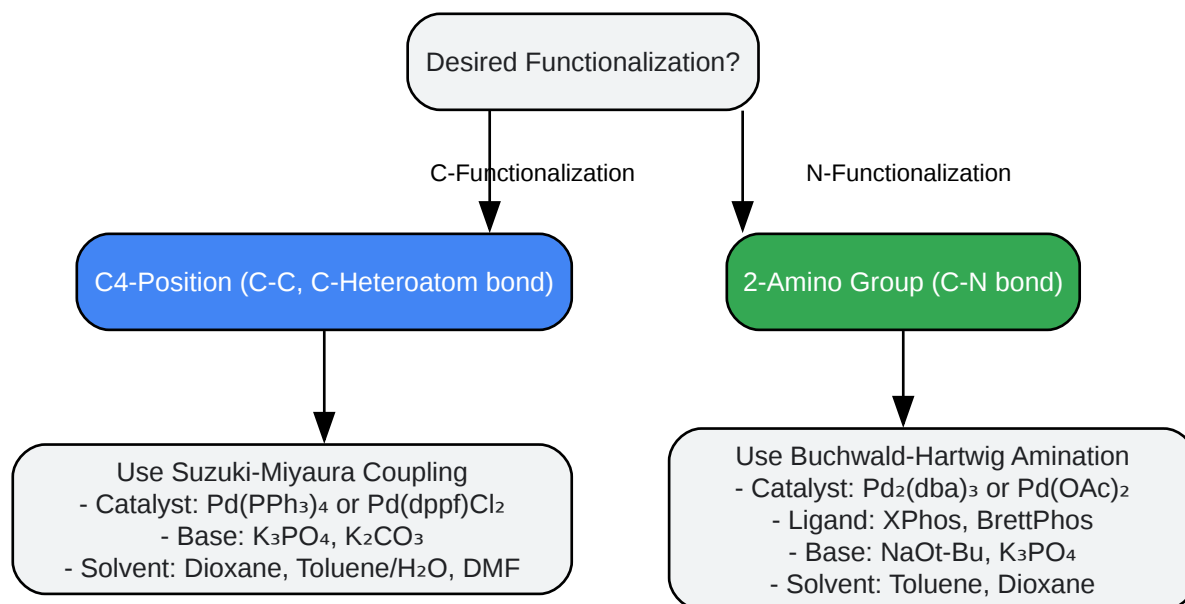 Desired Functionalization?
C-Functionalization
N-Functionalization
C4-Position (C-C, C-Heteroatom bond)
2-Amino Group (C-N bond)
Use Suzuki-Miyaura Coupling
- Catalyst: Pd(PPh₃)₄ or Pd(dppf)Cl₂
- Base: K₃PO₄, K₂CO₃
- Solvent: Dioxane, Toluene/H₂O, DMF
Use Buchwald-Hartwig Amination
- Catalyst: Pd₂(dba)₃ or Pd(OAc)₂
- Ligand: XPhos, BrettPhos
- Base: NaOt-Bu, K₃PO₄
- Solvent: Toluene, Dioxane